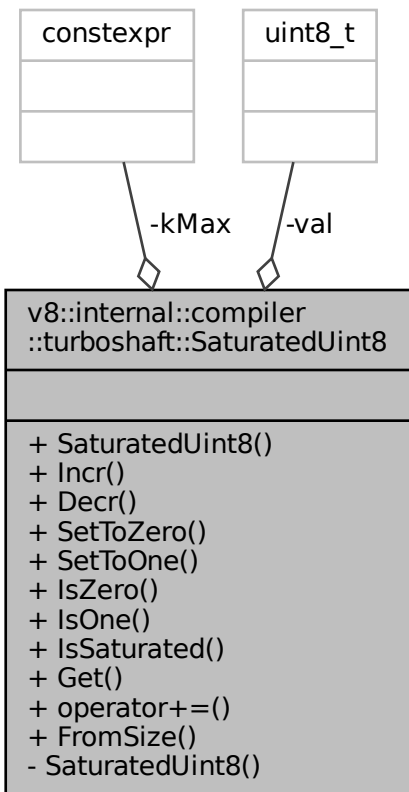 constexpr
uint8_t
-kMax
-val
v8::internal::compiler
::turboshaft::SaturatedUint8
+ SaturatedUint8()
+ Incr()
+ Decr()
+ SetToZero()
+ SetToOne()
+ IsZero()
+ IsOne()
+ IsSaturated()
+ Get()
+ operator+=()
+ FromSize()
- SaturatedUint8()